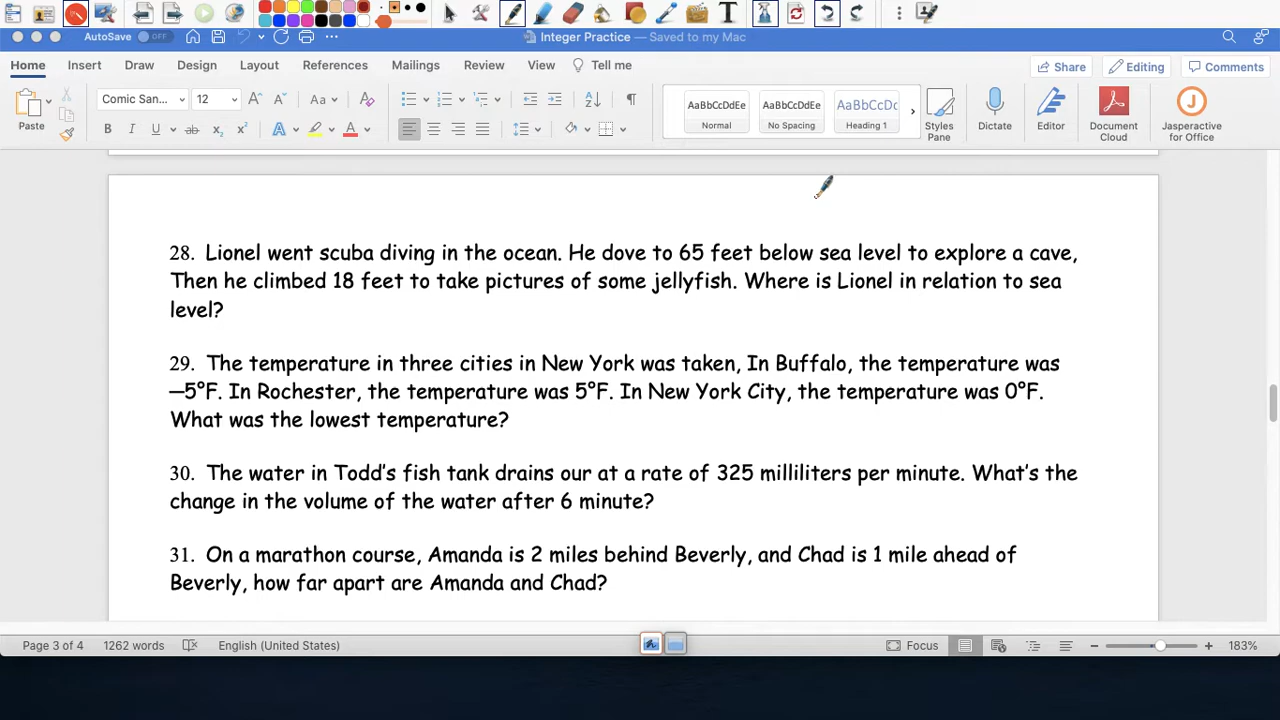 AutoSave OFF
Integer Practice — Saved to my Mac
Home Insert Draw Design Layout References Mailings Review View Tell me
Share Editing Comments
Paste
Comic San... 12
AaBbCcDdEe AaBbCcDdEe AaBbCcDc
Normal No Spacing Heading 1
Styles Pane Dictate Editor Document Cloud Jasperactive for Office
28. Lionel went scuba diving in the ocean. He dove to 65 feet below sea level to explore a cave,
Then he climbed 18 feet to take pictures of some jellyfish. Where is Lionel in relation to sea
level?
29. The temperature in three cities in New York was taken, In Buffalo, the temperature was
—5°F. In Rochester, the temperature was 5°F. In New York City, the temperature was 0°F.
What was the lowest temperature?
30. The water in Todd's fish tank drains our at a rate of 325 milliliters per minute. What's the
change in the volume of the water after 6 minute?
31. On a marathon course, Amanda is 2 miles behind Beverly, and Chad is 1 mile ahead of
Beverly, how far apart are Amanda and Chad?
Page 3 of 4 1262 words English (United States) Focus 183%